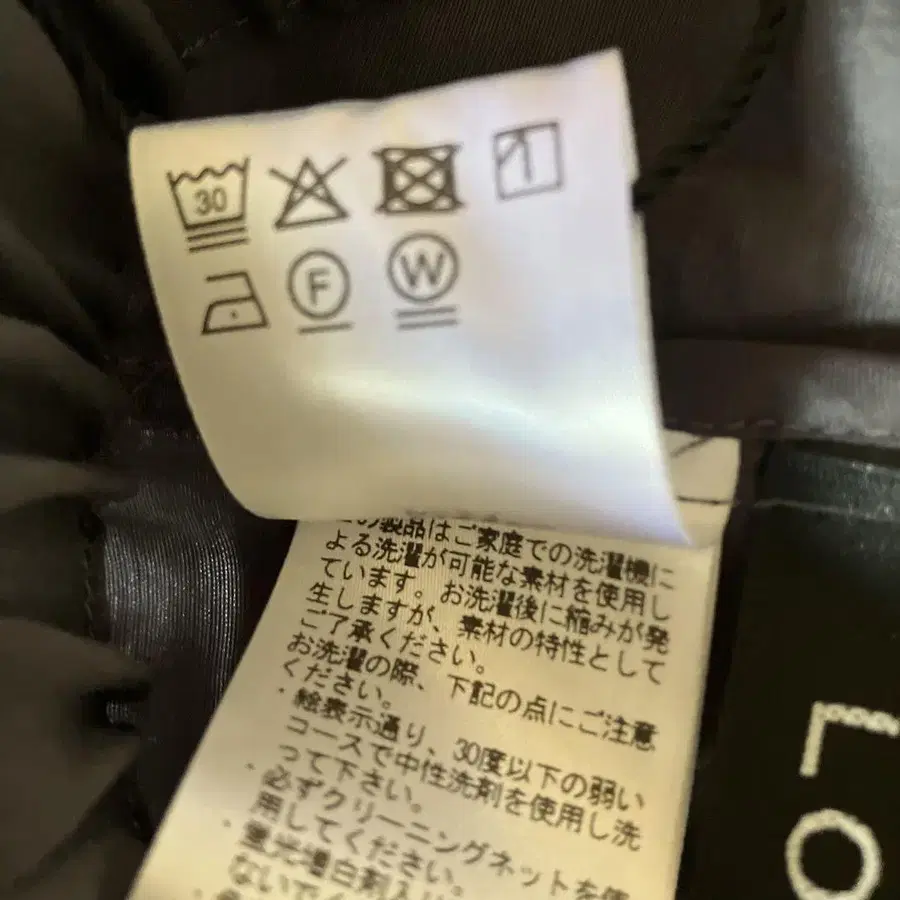 30
F W
この製品はご家庭での洗濯機に
よる洗濯が可能な素材を使用し
ています。お洗濯後に縮みが発
生しますが、素材の特性として
ご了承ください。
お洗濯の際、下記の点にご注意
ください。
・絵表示通り、30度以下の弱い
コースで中性洗剤を使用し洗
って下さい。
・必ずクリーニングネットを使
用してください。
・蛍光増白剤入り
ないでく
LO